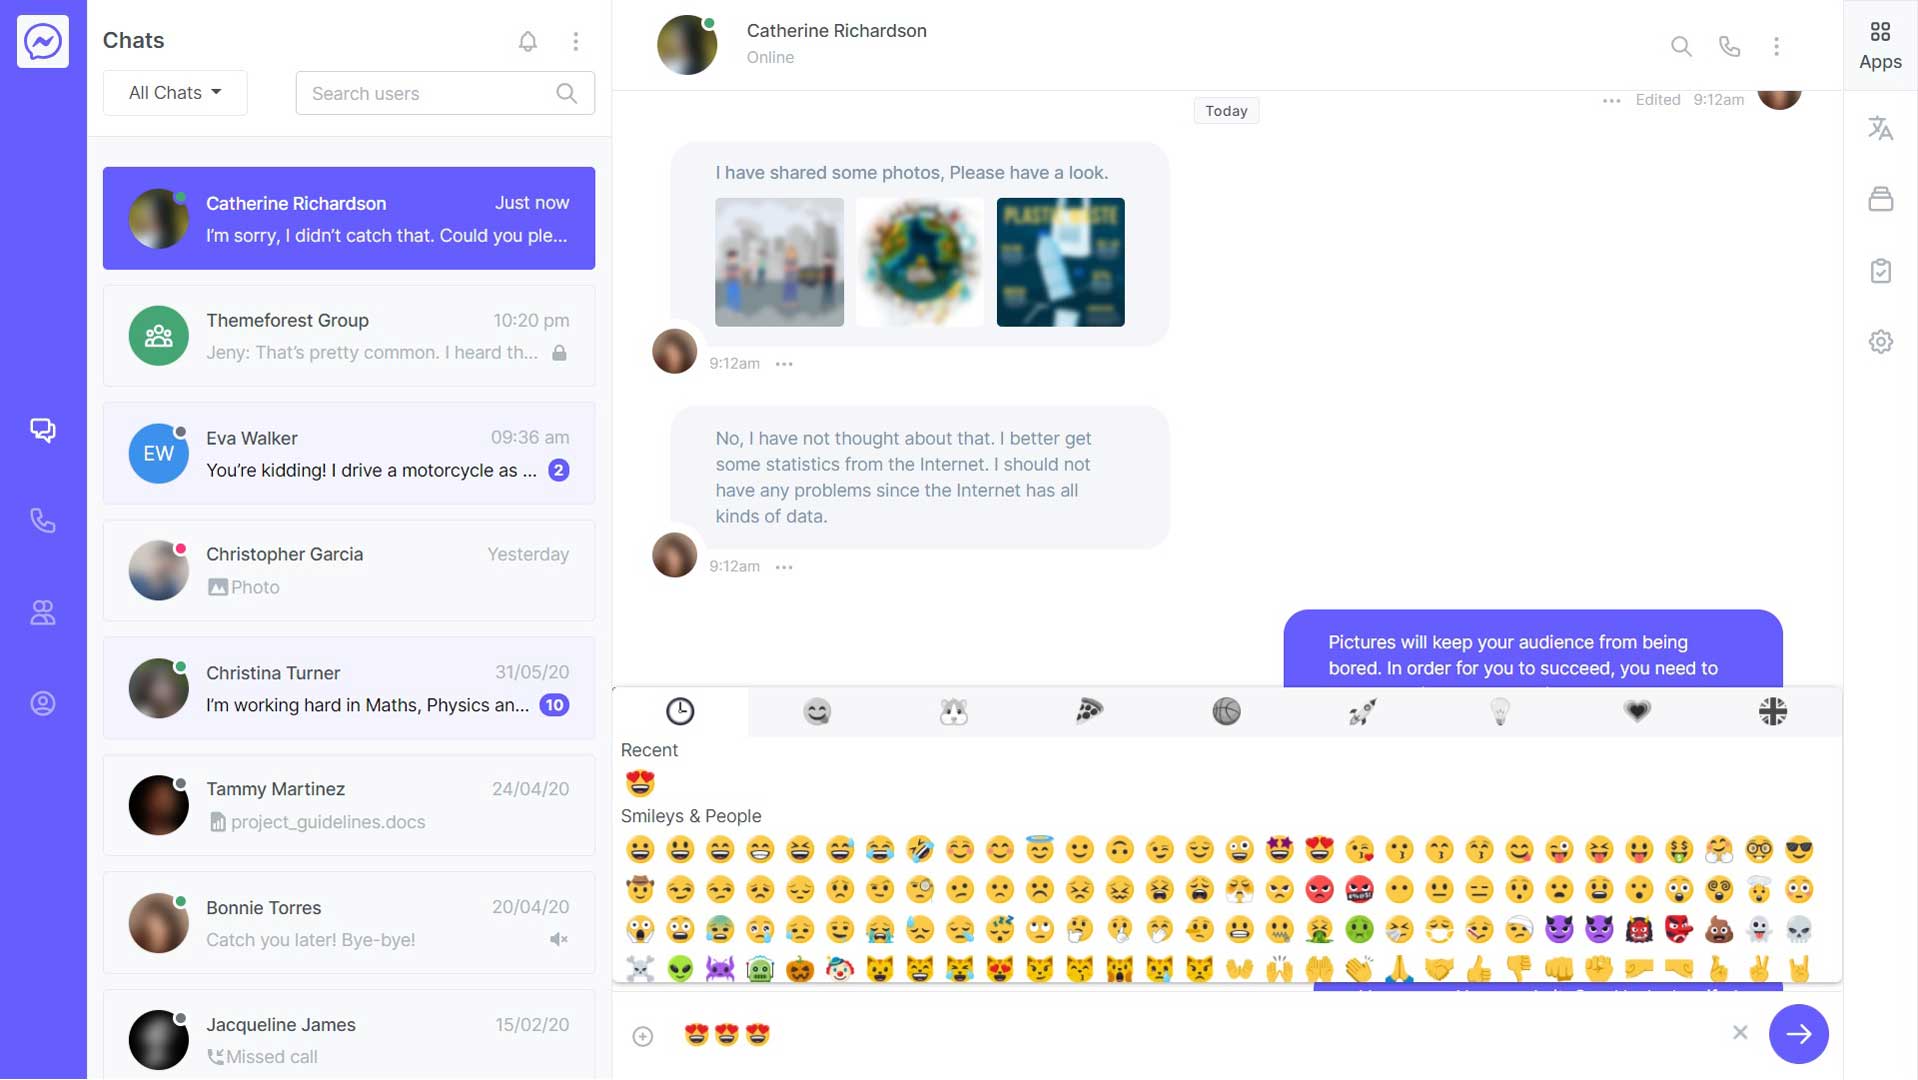 Chats
All Chats
Search users
Catherine Richardson
Just now
I’m sorry, I didn’t catch that. Could you ple...
Themeforest Group
10:20 pm
Jeny: That’s pretty common. I heard th...
EW
Eva Walker
09:36 am
You’re kidding! I drive a motorcycle as ...
2
Christopher Garcia
Yesterday
Photo
Christina Turner
31/05/20
I’m working hard in Maths, Physics an...
10
Tammy Martinez
24/04/20
project_guidelines.docs
Bonnie Torres
20/04/20
Catch you later! Bye-bye!
Jacqueline James
15/02/20
Missed call
Catherine Richardson
Online
Edited 9:12am
Today
I have shared some photos, Please have a look.
PLASTIC WASTE
9:12am
No, I have not thought about that. I better get
some statistics from the Internet. I should not
have any problems since the Internet has all
kinds of data.
9:12am
Pictures will keep your audience from being
bored. In order for you to succeed, you need to
Recent
Smileys & People
Apps